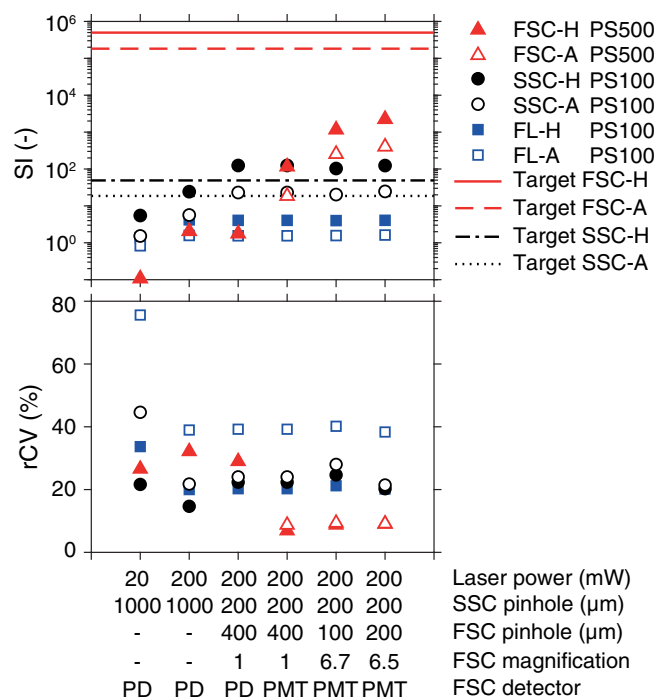 10⁶
10⁴
10²
10⁰
SI (-)
FSC-H PS500
FSC-A PS500
SSC-H PS100
SSC-A PS100
FL-H PS100
FL-A PS100
Target FSC-H
Target FSC-A
Target SSC-H
Target SSC-A
80
60
40
20
0
rCV (%)
20 200 200 200 200 200 Laser power (mW)
1000 1000 200 200 200 200 SSC pinhole (µm)
- - 400 400 100 200 FSC pinhole (µm)
- - 1 1 6.7 6.5 FSC magnification
PD PD PD PMT PMT PMT FSC detector